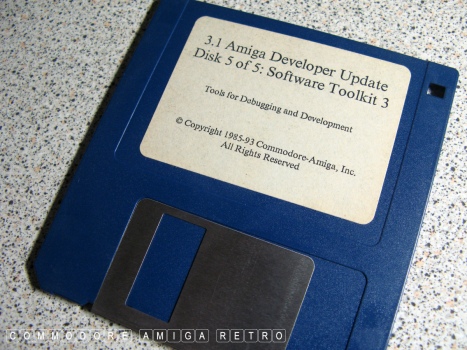 3.1 Amiga Developer Update
Disk 5 of 5: Software Toolkit 3
Tools for Debugging and Development
© Copyright 1985-93 Commodore-Amiga, Inc.
All Rights Reserved
COMMODORE AMIGA RETRO